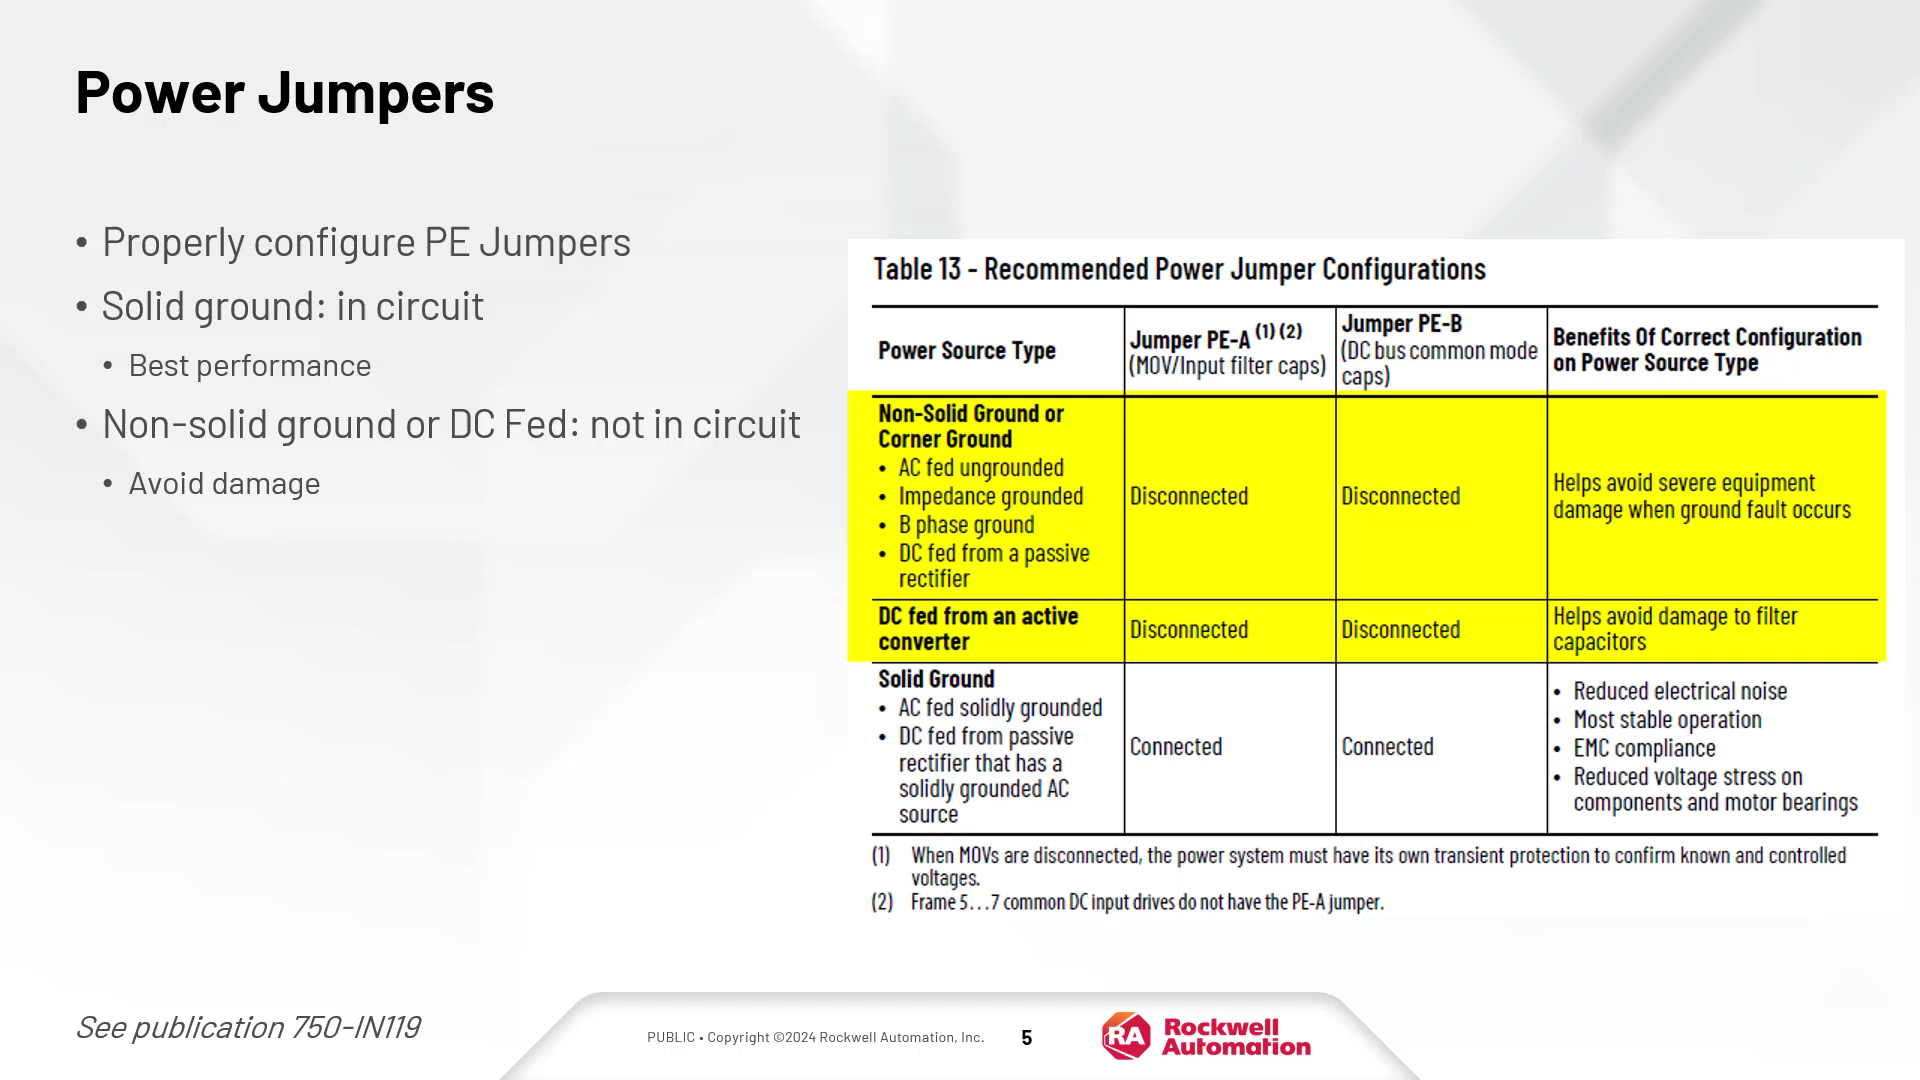 Power Jumpers
• Properly configure PE Jumpers
• Solid ground: in circuit
• Best performance
• Non-solid ground or DC Fed: not in circuit
• Avoid damage
Table 13 - Recommended Power Jumper Configurations
Power Source Type
Jumper PE-A (1) (2)
(MOV/Input filter caps)
Jumper PE-B
(DC bus common mode
caps)
Benefits Of Correct Configuration
on Power Source Type
Non-Solid Ground or
Corner Ground
• AC fed ungrounded
• Impedance grounded
• B phase ground
• DC fed from a passive
rectifier
Disconnected
Disconnected
Helps avoid severe equipment
damage when ground fault occurs
DC fed from an active
converter
Disconnected
Disconnected
Helps avoid damage to filter
capacitors
Solid Ground
• AC fed solidly grounded
• DC fed from passive
rectifier that has a
solidly grounded AC
source
Connected
Connected
• Reduced electrical noise
• Most stable operation
• EMC compliance
• Reduced voltage stress on
components and motor bearings
(1) When MOVs are disconnected, the power system must have its own transient protection to confirm known and controlled
voltages.
(2) Frame 5…7 common DC input drives do not have the PE-A jumper.
See publication 750-IN119
PUBLIC • Copyright ©2024 Rockwell Automation, Inc.
5
RA
Rockwell
Automation